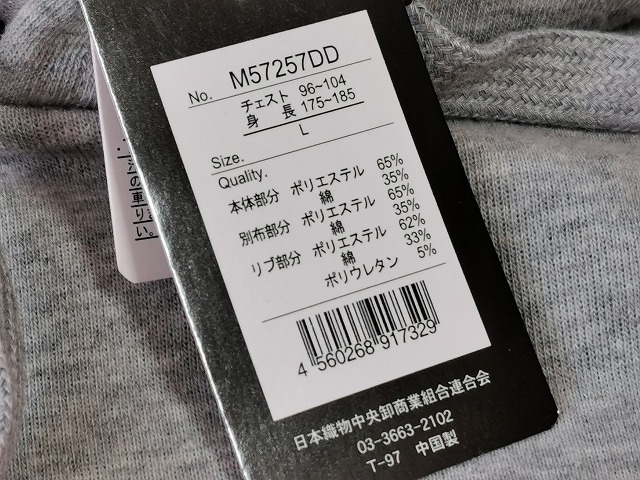 No. M57257DD
チェスト 96~104
身 長 175~185
L
Size.
Quality.
本体部分 ポリエステル 65%
綿 35%
別布部分 ポリエステル 65%
綿 35%
リブ部分 ポリエステル 62%
綿 33%
ポリウレタン 5%
4 560268 917329
日本織物中央卸商業組合連合会
03-3663-2102
T-97 中国製